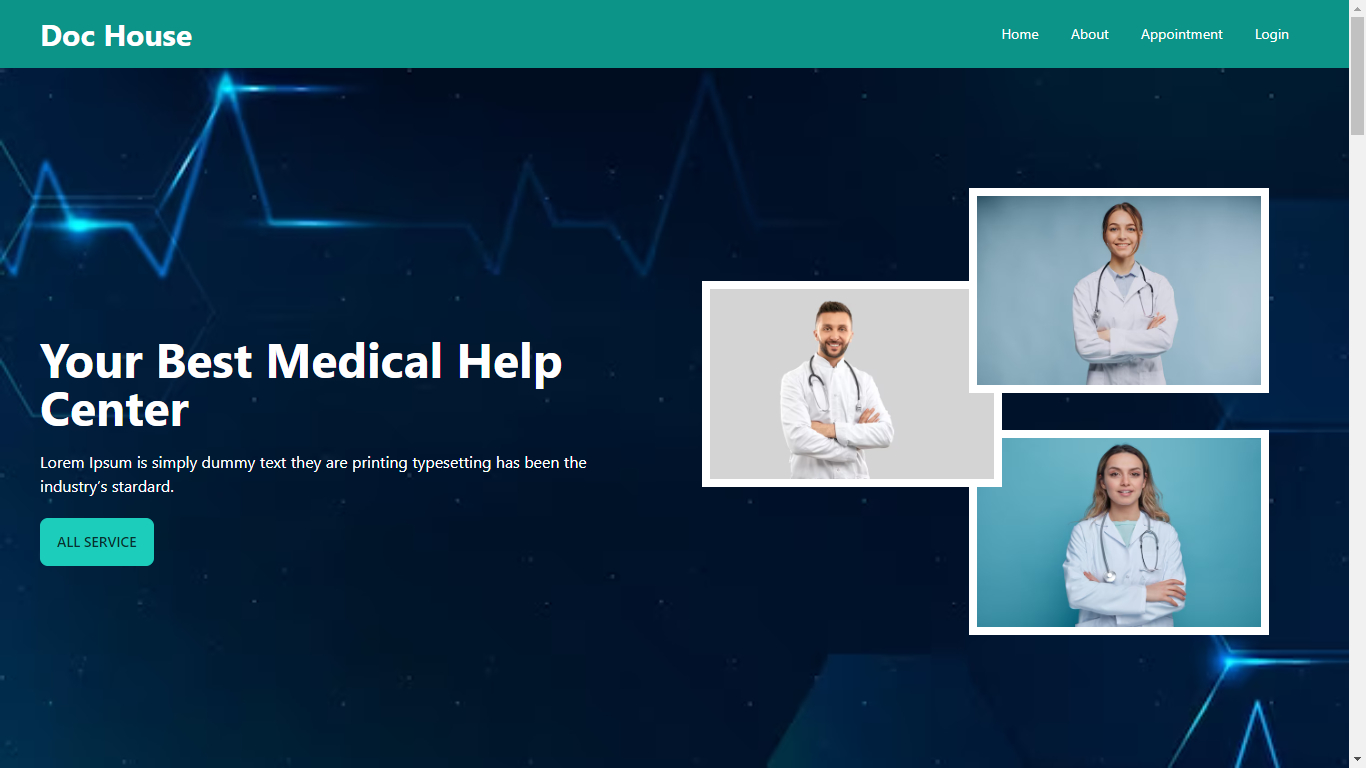 Doc House
Home About Appointment Login
Your Best Medical Help
Center
Lorem Ipsum is simply dummy text they are printing typesetting has been the
industry’s stardard.
ALL SERVICE